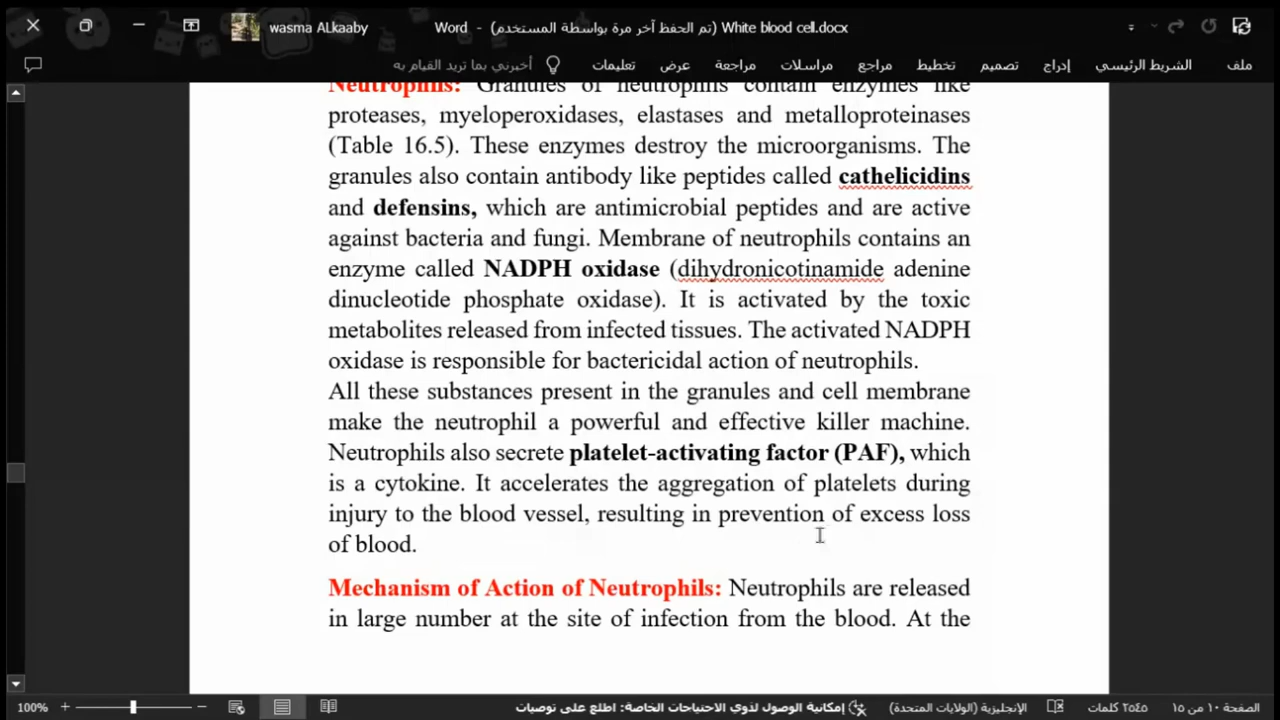 wasma ALkaaby
White blood cell.docx (تم الحفظ آخر مرة بواسطة المستخدم) - Word
ملف الشريط الرئيسي إدراج تصميم تخطيط مراجع مراسلات مراجعة عرض تعليمات أخبرني بما تريد القيام به
Neutrophils: Granules of neutrophils contain enzymes like
proteases, myeloperoxidases, elastases and metalloproteinases
(Table 16.5). These enzymes destroy the microorganisms. The
granules also contain antibody like peptides called cathelicidins
and defensins, which are antimicrobial peptides and are active
against bacteria and fungi. Membrane of neutrophils contains an
enzyme called NADPH oxidase (dihydronicotinamide adenine
dinucleotide phosphate oxidase). It is activated by the toxic
metabolites released from infected tissues. The activated NADPH
oxidase is responsible for bactericidal action of neutrophils.
All these substances present in the granules and cell membrane
make the neutrophil a powerful and effective killer machine.
Neutrophils also secrete platelet-activating factor (PAF), which
is a cytokine. It accelerates the aggregation of platelets during
injury to the blood vessel, resulting in prevention of excess loss
of blood.
Mechanism of Action of Neutrophils: Neutrophils are released
in large number at the site of infection from the blood. At the
الصفحة ١٠ من ١٥ ٢٥٤٥ كلمات الإنجليزية (الولايات المتحدة) إمكانية الوصول لذوي الاحتياجات الخاصة: اطلع على توصيات 100%